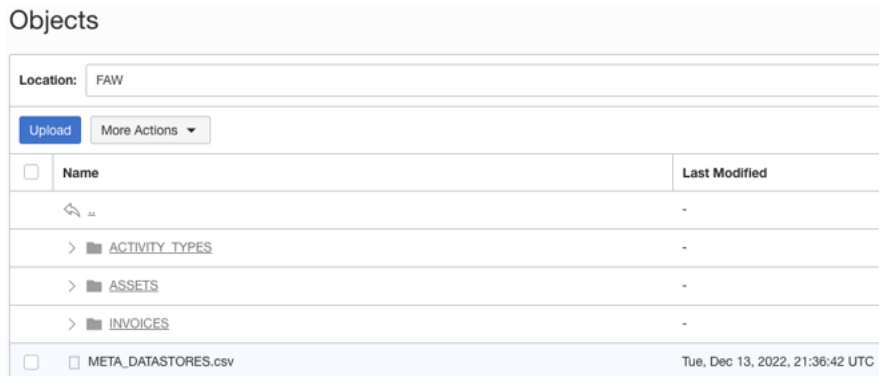 Objects
Location: FAW
Upload More Actions
Name Last Modified
.. -
ACTIVITY_TYPES -
ASSETS -
INVOICES -
META_DATASTORES.csv Tue, Dec 13, 2022, 21:36:42 UTC